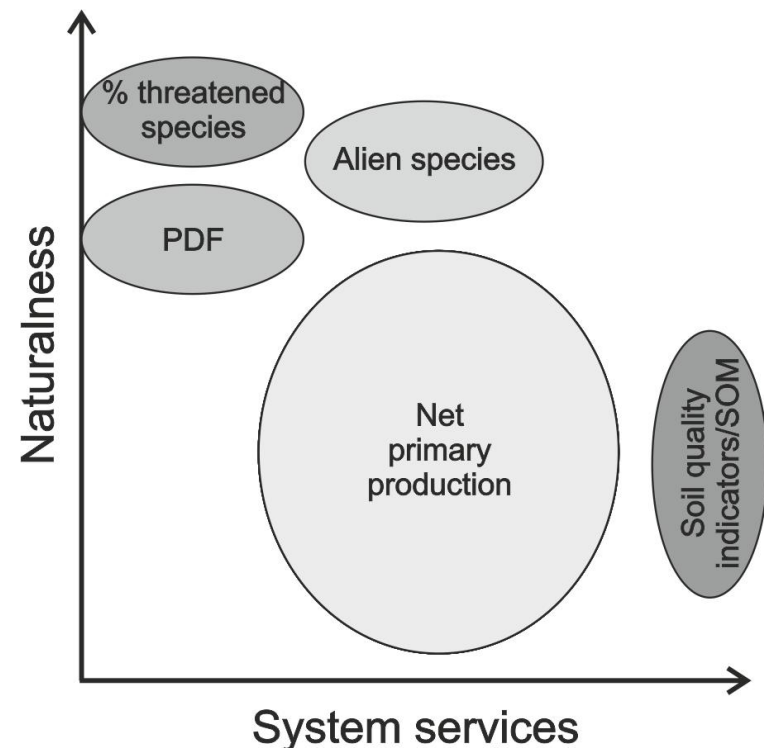 % threatened
species
Alien species
PDF
Naturalness
Net
primary
production
Soil quality
indicators/SOM
System services